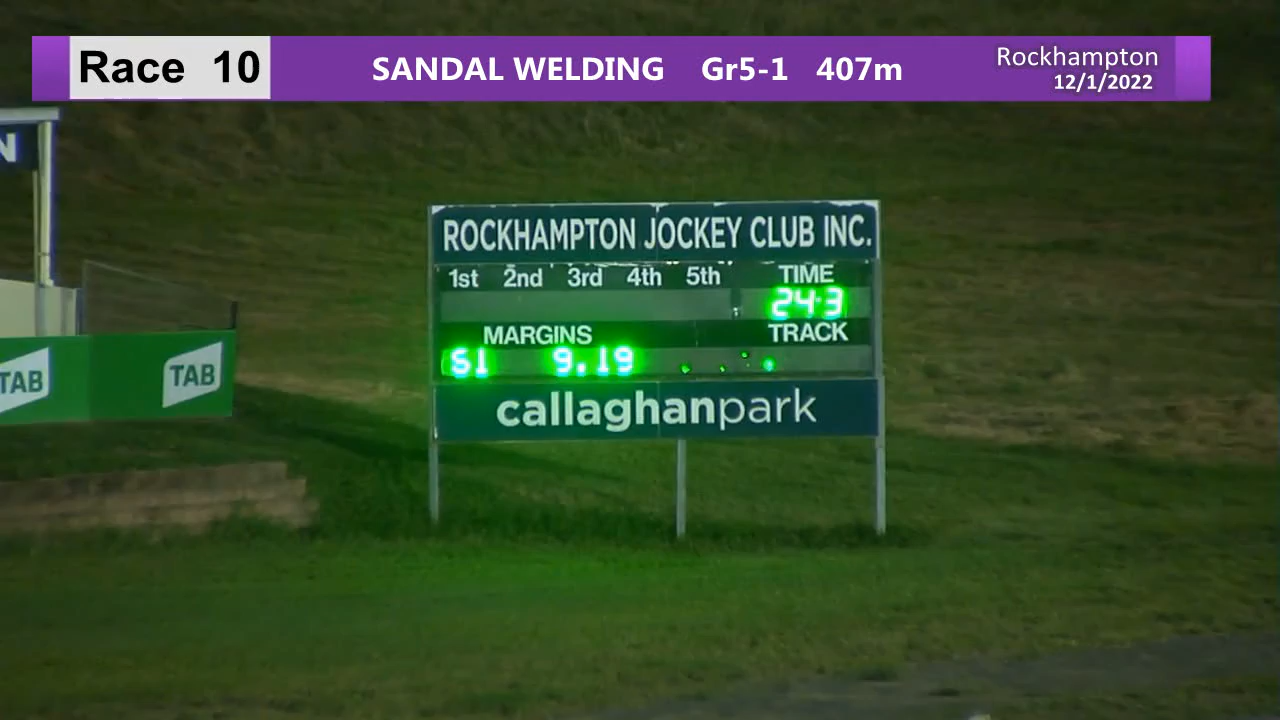 Race 10 SANDAL WELDING Gr5-1 407m Rockhampton
12/1/2022
N
ROCKHAMPTON JOCKEY CLUB INC.
1st 2nd 3rd 4th 5th TIME
24.3
MARGINS TRACK
S1 9.19
TAB TAB
callaghanpark